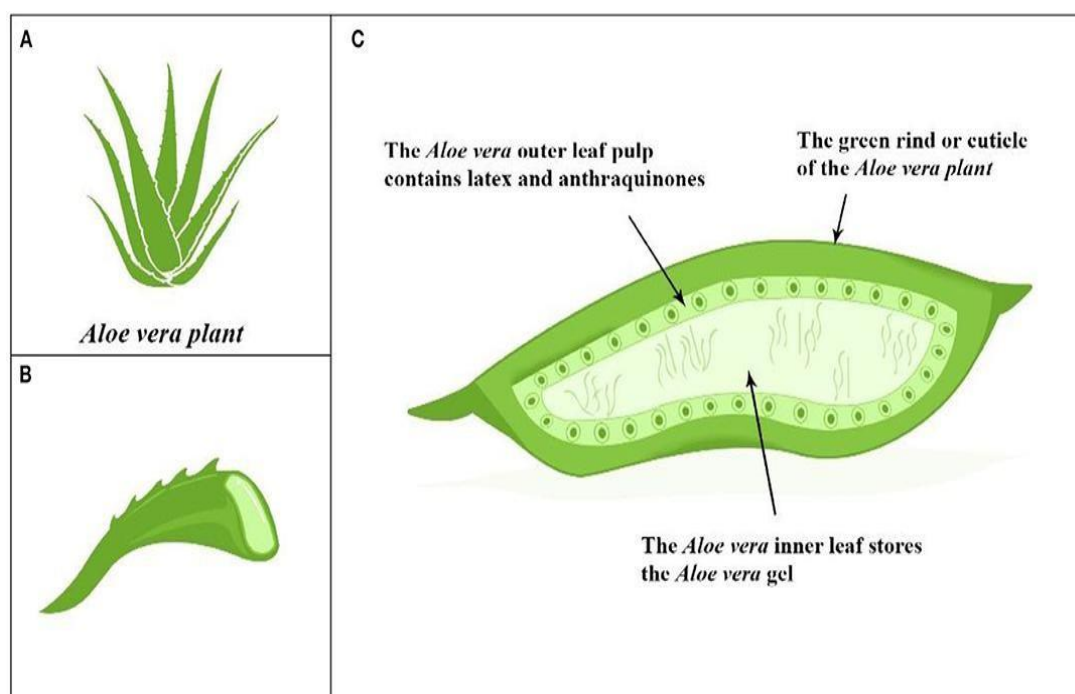 A
Aloe vera plant
B
C
The Aloe vera outer leaf pulp
contains latex and anthraquinones
The green rind or cuticle
of the Aloe vera plant
The Aloe vera inner leaf stores
the Aloe vera gel